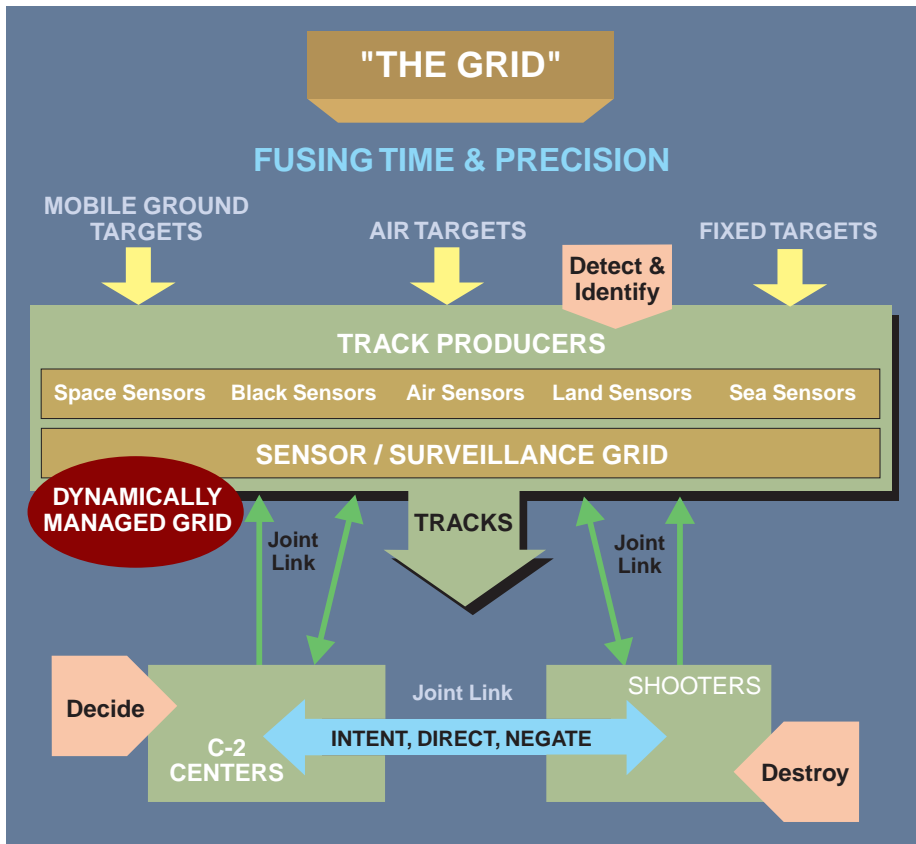 "THE GRID"
FUSING TIME & PRECISION
MOBILE GROUND
TARGETS
AIR TARGETS
FIXED TARGETS
Detect &
Identify
TRACK PRODUCERS
Space Sensors Black Sensors Air Sensors Land Sensors Sea Sensors
SENSOR / SURVEILLANCE GRID
DYNAMICALLY
MANAGED GRID
Joint
Link
TRACKS
Joint
Link
Decide
C-2
CENTERS
Joint Link
INTENT, DIRECT, NEGATE
SHOOTERS
Destroy